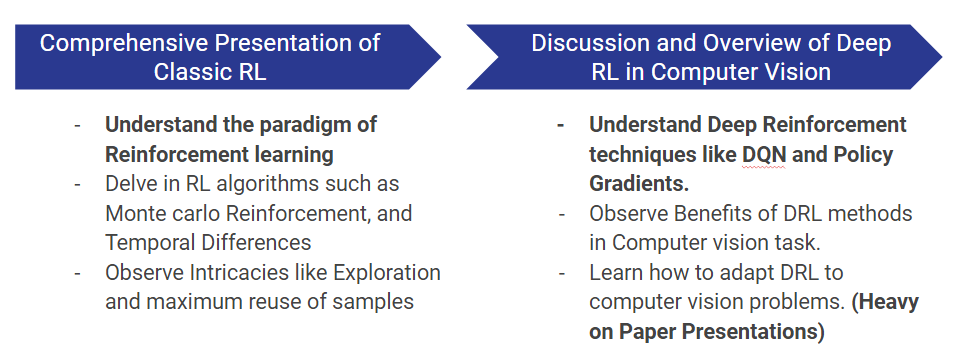 Comprehensive Presentation of
Classic RL
- Understand the paradigm of
Reinforcement learning
- Delve in RL algorithms such as
Monte carlo Reinforcement, and
Temporal Differences
- Observe Intricacies like Exploration
and maximum reuse of samples
Discussion and Overview of Deep
RL in Computer Vision
- Understand Deep Reinforcement
techniques like DQN and Policy
Gradients.
- Observe Benefits of DRL methods
in Computer vision task.
- Learn how to adapt DRL to
computer vision problems. (Heavy
on Paper Presentations)